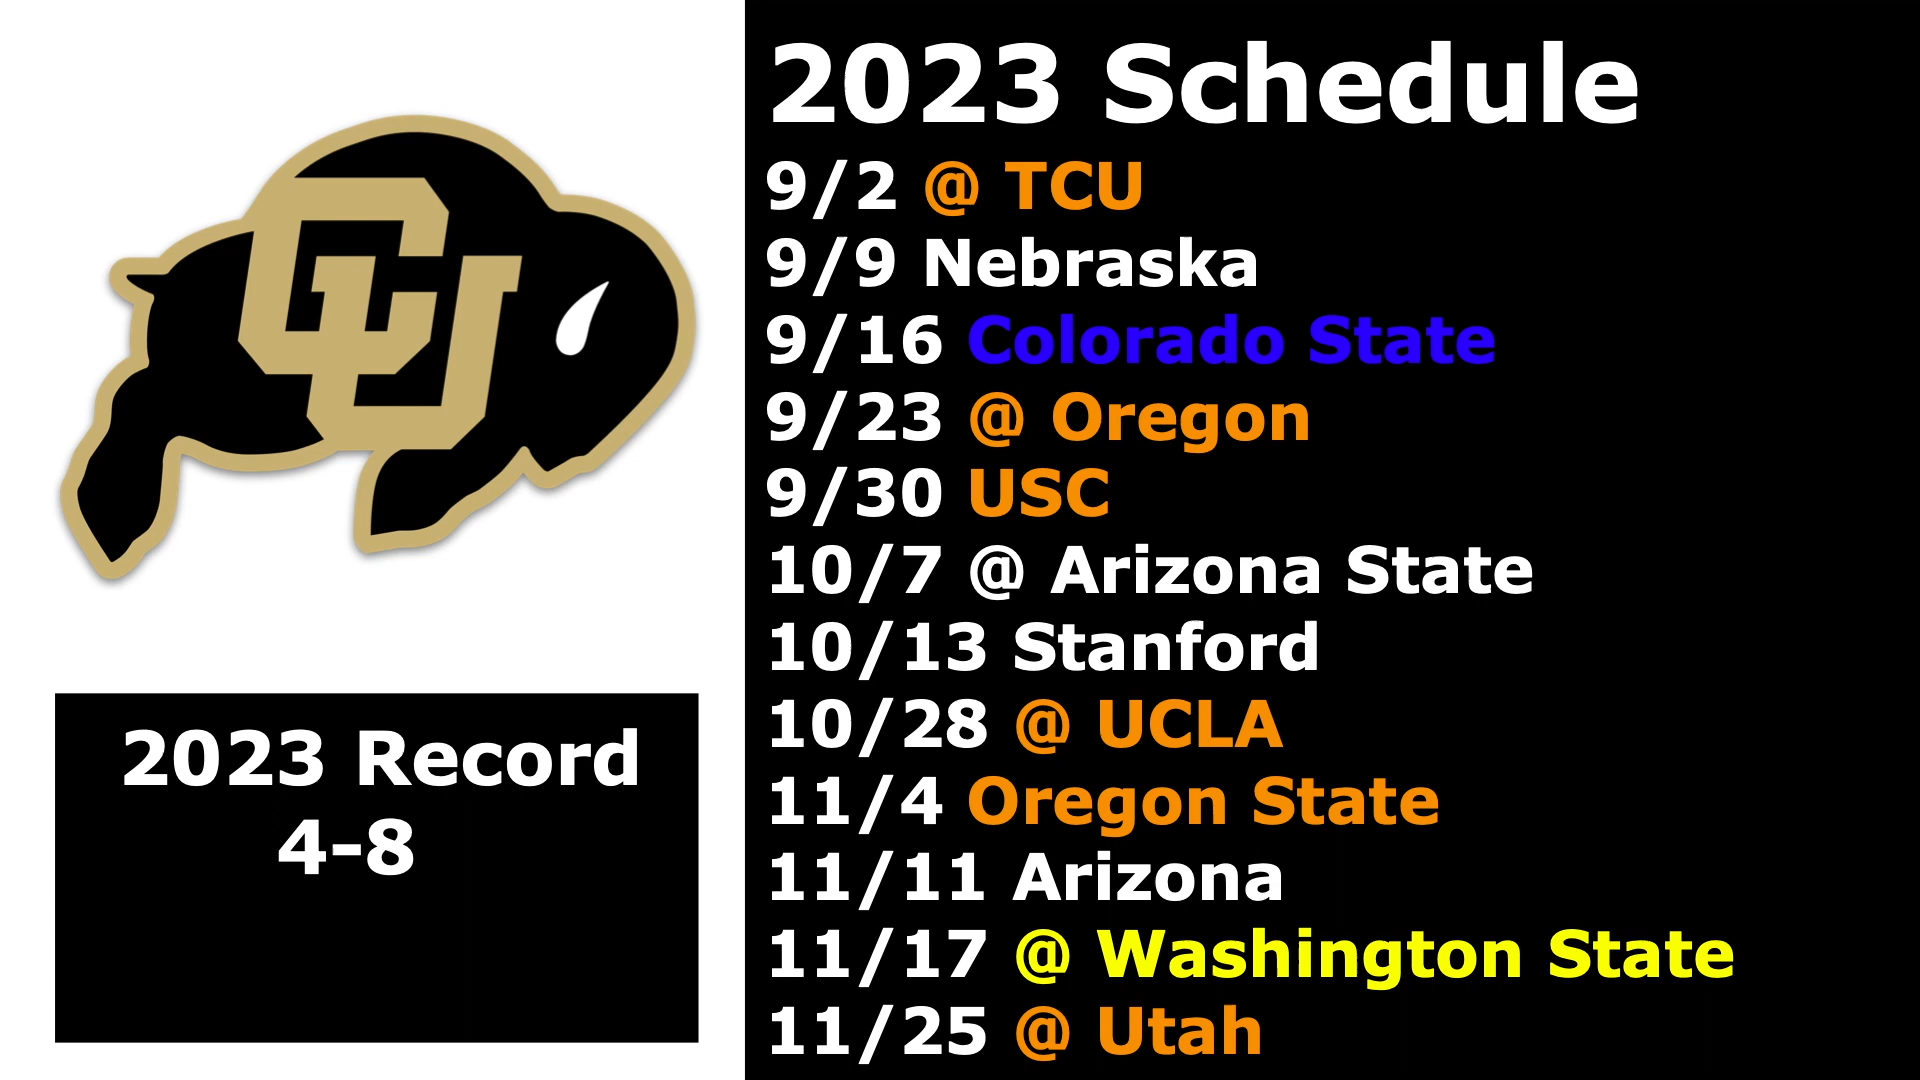 CU
2023 Record
4-8
2023 Schedule
9/2 @ TCU
9/9 Nebraska
9/16 Colorado State
9/23 @ Oregon
9/30 USC
10/7 @ Arizona State
10/13 Stanford
10/28 @ UCLA
11/4 Oregon State
11/11 Arizona
11/17 @ Washington State
11/25 @ Utah